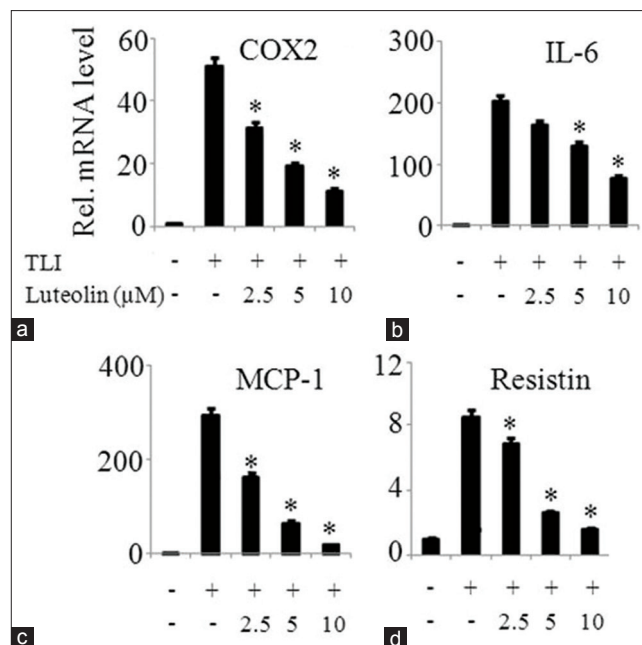 COX2
Rel. mRNA level
60
40
20
0
*
*
*
TLI - + + + +
Luteolin (µM) - - 2.5 5 10
a
IL-6
300
200
100
0
*
*
- + + + +
- - 2.5 5 10
b
MCP-1
400
200
0
*
*
*
- + + + +
- - 2.5 5 10
c
Resistin
12
8
4
0
*
*
*
- + + + +
- - 2.5 5 10
d